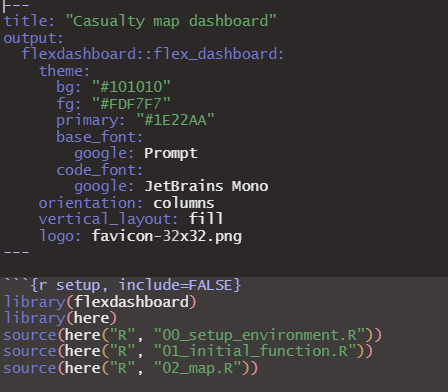 ---
title: "Casualty map dashboard"
output:
  flexdashboard::flex_dashboard:
    theme:
      bg: "#101010"
      fg: "#FDF7F7"
      primary: "#1E22AA"
      base_font:
        google: Prompt
      code_font:
        google: JetBrains Mono
    orientation: columns
    vertical_layout: fill
    logo: favicon-32x32.png
---
```{r setup, include=FALSE}
library(flexdashboard)
library(here)
source(here("R", "00_setup_environment.R"))
source(here("R", "01_initial_function.R"))
source(here("R", "02_map.R"))